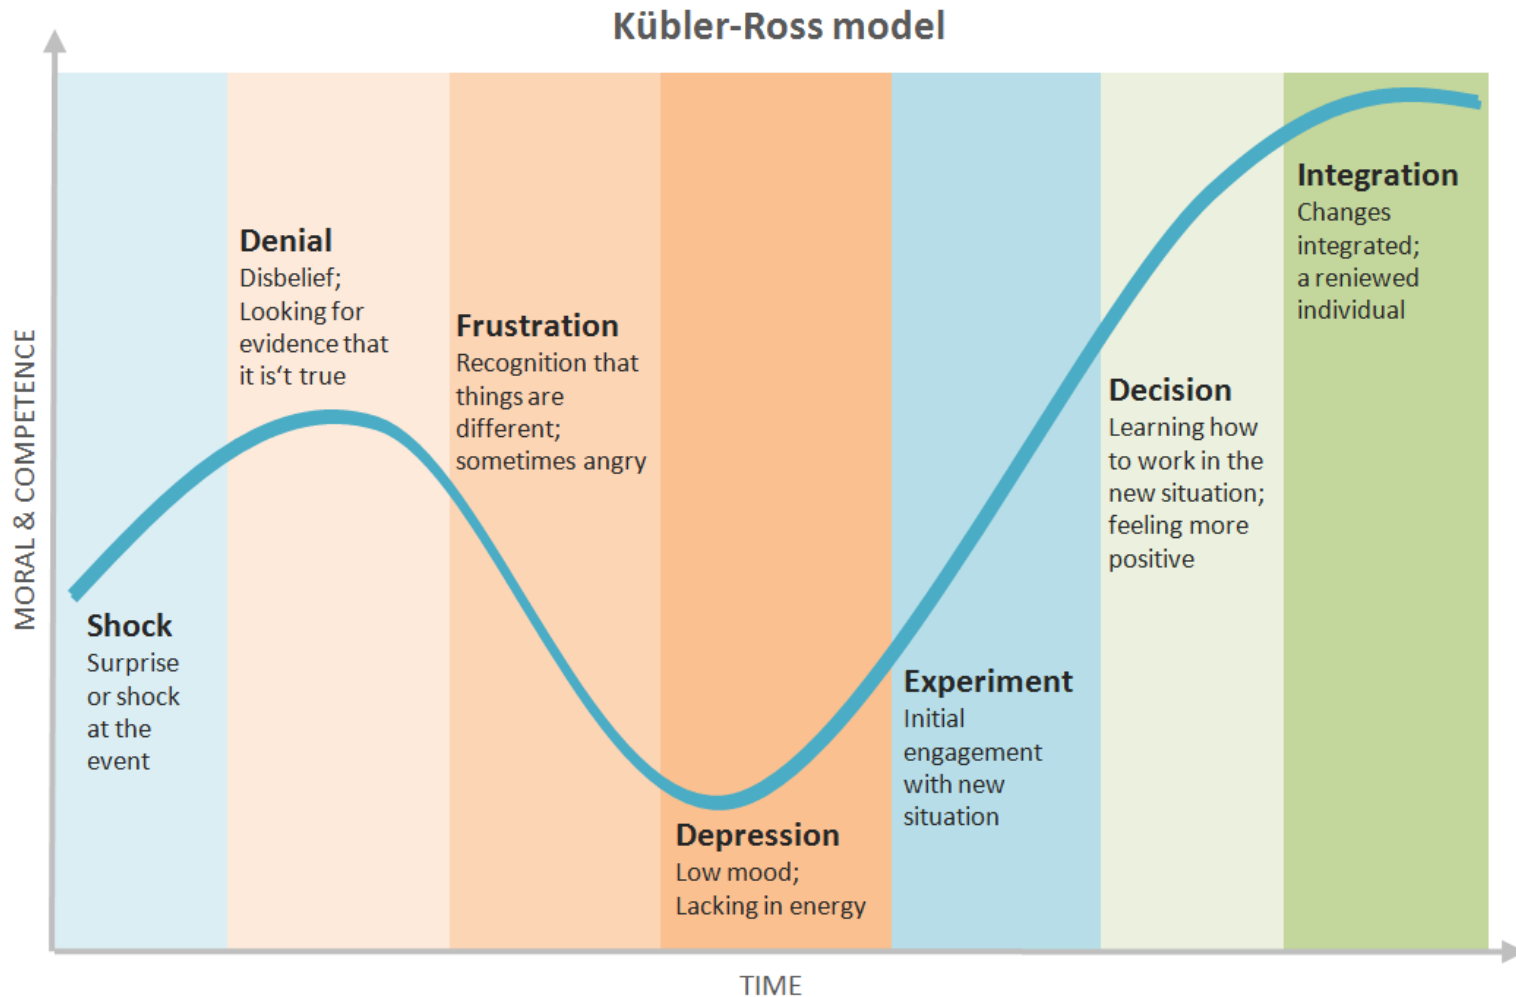 Kübler-Ross model
MORAL & COMPETENCE
Shock
Surprise
or shock
at the
event
Denial
Disbelief;
Looking for
evidence that
it is‘t true
Frustration
Recognition that
things are
different;
sometimes angry
Depression
Low mood;
Lacking in energy
Experiment
Initial
engagement
with new
situation
Decision
Learning how
to work in the
new situation;
feeling more
positive
Integration
Changes
integrated;
a reniewed
individual
TIME